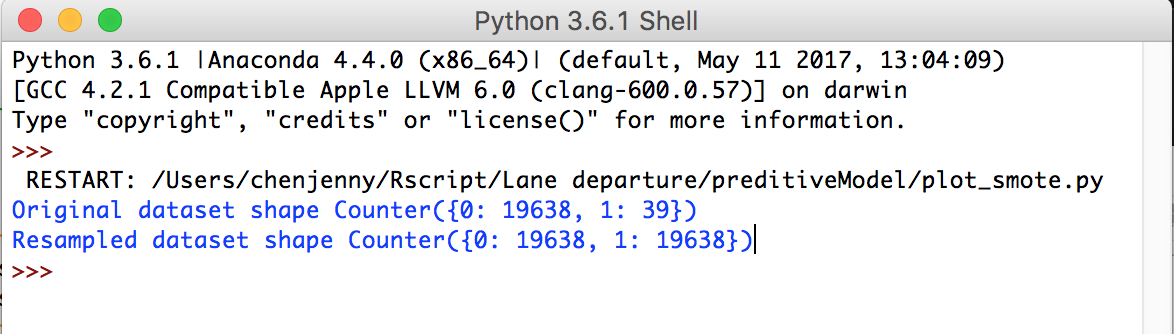 Python 3.6.1 Shell
Python 3.6.1 |Anaconda 4.4.0 (x86_64)| (default, May 11 2017, 13:04:09)
[GCC 4.2.1 Compatible Apple LLVM 6.0 (clang-600.0.57)] on darwin
Type "copyright", "credits" or "license()" for more information.
>>>
 RESTART: /Users/chenjenny/Rscript/Lane departure/preditiveModel/plot_smote.py
Original dataset shape Counter({0: 19638, 1: 39})
Resampled dataset shape Counter({0: 19638, 1: 19638})
>>>